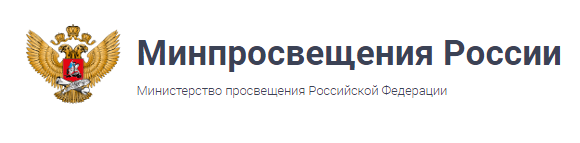 Минпросвещения России
Министерство просвещения Российской Федерации